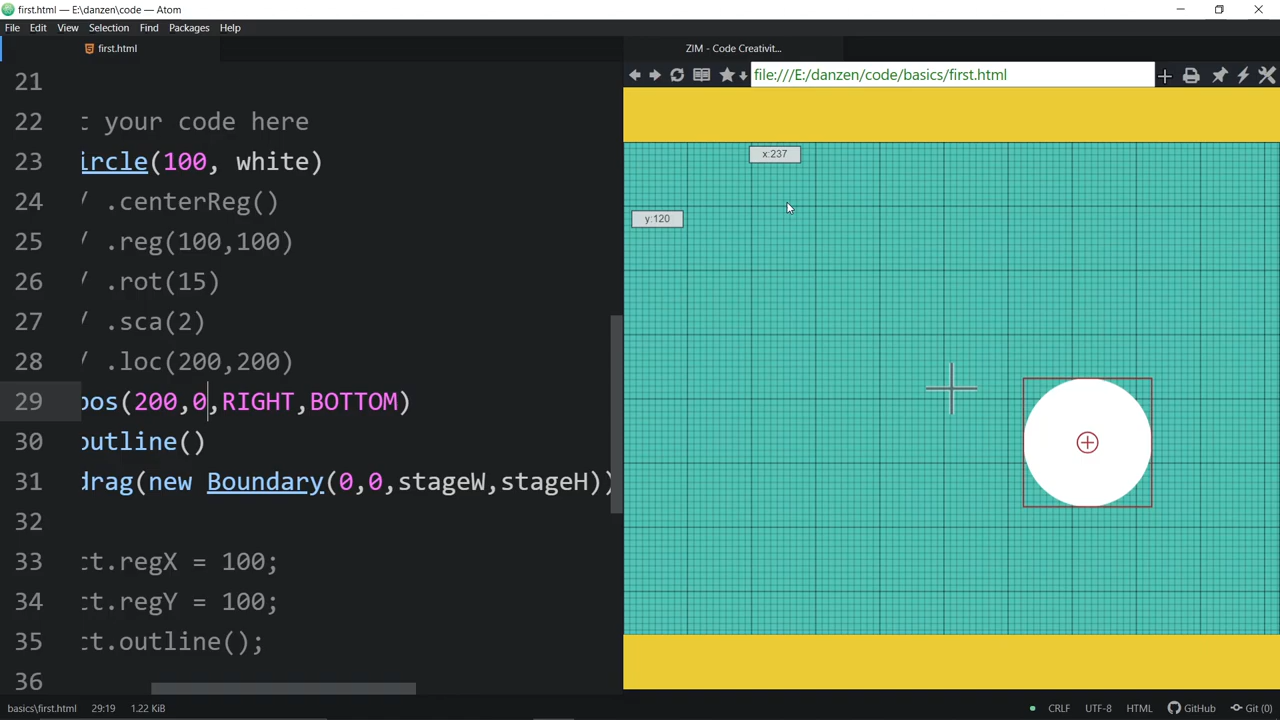 first.html — E:\danzen\code — Atom
File Edit View Selection Find Packages Help
first.html
ZIM - Code Creativit...
file:///E:/danzen/code/basics/first.html
21
22 t your code here
23 ircle(100, white)
24 / .centerReg()
25 / .reg(100,100)
26 / .rot(15)
27 / .sca(2)
28 / .loc(200,200)
29 pos(200,0,RIGHT,BOTTOM)
30 outline()
31 drag(new Boundary(0,0,stageW,stageH))
32
33 ct.regX = 100;
34 ct.regY = 100;
35 ct.outline();
36
x:237
y:120
basics\first.html 29:19 1.22 KiB
CRLF UTF-8 HTML GitHub Git (0)